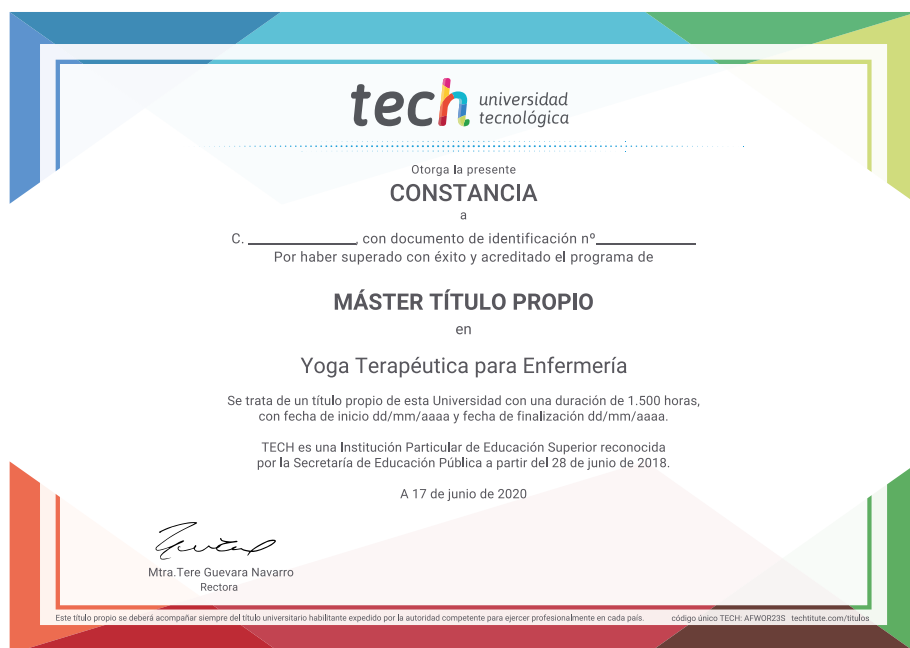 tech universidad
tecnológica
Otorga la presente
CONSTANCIA
a
C. ______________, con documento de identificación nº______________
Por haber superado con éxito y acreditado el programa de
MÁSTER TÍTULO PROPIO
en
Yoga Terapéutica para Enfermería
Se trata de un título propio de esta Universidad con una duración de 1.500 horas,
con fecha de inicio dd/mm/aaaa y fecha de finalización dd/mm/aaaa.
TECH es una Institución Particular de Educación Superior reconocida
por la Secretaría de Educación Pública a partir del 28 de junio de 2018.
A 17 de junio de 2020
Mtra.Tere Guevara Navarro
Rectora
Este título propio se deberá acompañar siempre del título universitario habilitante expedido por la autoridad competente para ejercer profesionalmente en cada país. código único TECH: AFWOR23S techtitute.com/titulos